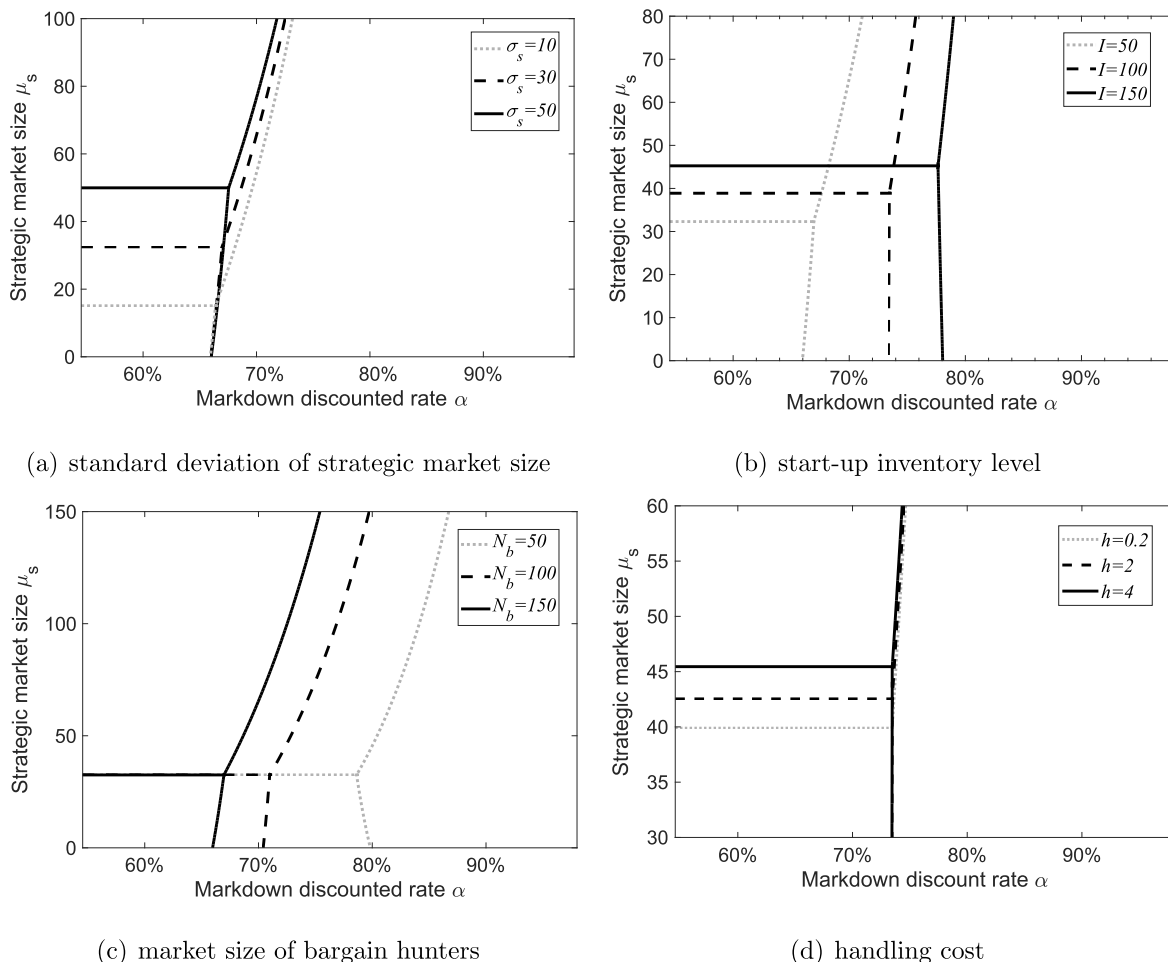 100
80
60
40
20
0
Strategic market size μs
σs=10
σs=30
σs=50
60%
70%
80%
90%
Markdown discounted rate α
(a) standard deviation of strategic market size
80
70
60
50
40
30
20
10
0
Strategic market size μs
I=50
I=100
I=150
60%
70%
80%
90%
Markdown discounted rate α
(b) start-up inventory level
150
100
50
0
Strategic market size μs
N_b=50
N_b=100
N_b=150
60%
70%
80%
90%
Markdown discounted rate α
(c) market size of bargain hunters
60
55
50
45
40
35
30
Strategic market size μs
h=0.2
h=2
h=4
60%
70%
80%
90%
Markdown discount rate α
(d) handling cost